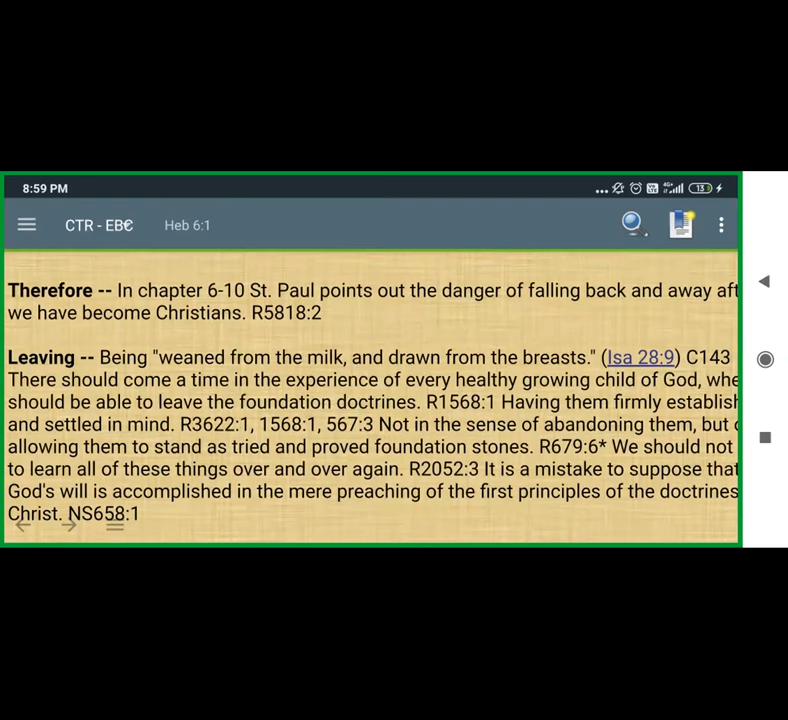 8:59 PM
4G+
13
CTR - EB€ Heb 6:1
Therefore -- In chapter 6-10 St. Paul points out the danger of falling back and away aft
we have become Christians. R5818:2
Leaving -- Being "weaned from the milk, and drawn from the breasts." (Isa 28:9) C143
There should come a time in the experience of every healthy growing child of God, whe
should be able to leave the foundation doctrines. R1568:1 Having them firmly establish
and settled in mind. R3622:1, 1568:1, 567:3 Not in the sense of abandoning them, but
allowing them to stand as tried and proved foundation stones. R679:6* We should not
to learn all of these things over and over again. R2052:3 It is a mistake to suppose that
God's will is accomplished in the mere preaching of the first principles of the doctrines
Christ. NS658:1